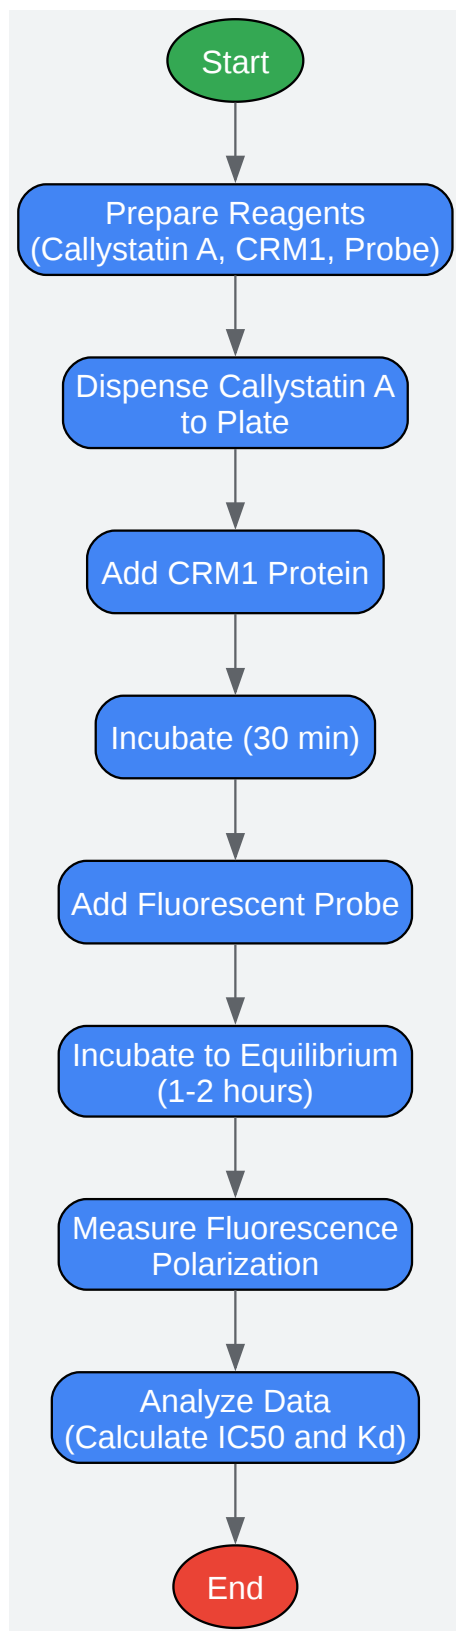 Start
Prepare Reagents
(Callystatin A, CRM1, Probe)
Dispense Callystatin A
to Plate
Add CRM1 Protein
Incubate (30 min)
Add Fluorescent Probe
Incubate to Equilibrium
(1-2 hours)
Measure Fluorescence
Polarization
Analyze Data
(Calculate IC50 and Kd)
End